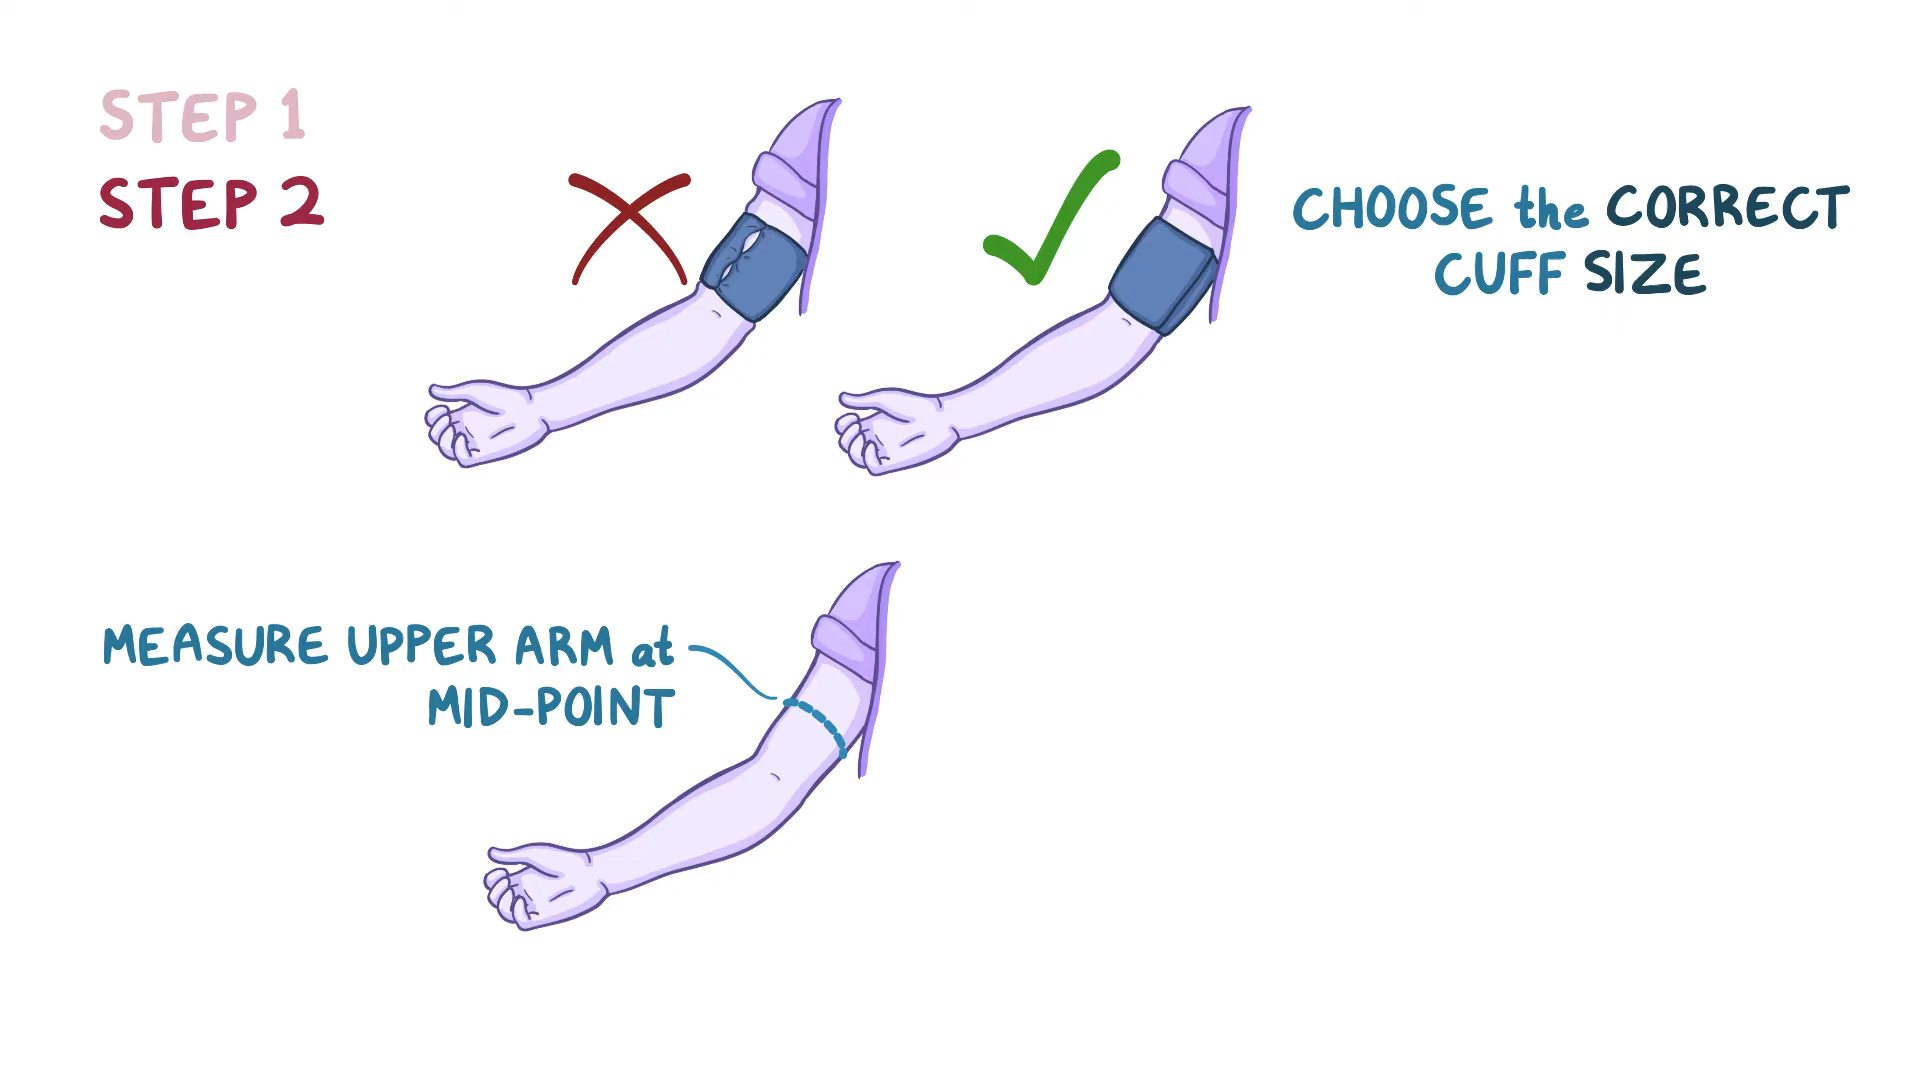 STEP 1
STEP 2
CHOOSE the CORRECT
CUFF SIZE
MEASURE UPPER ARM at
MID-POINT